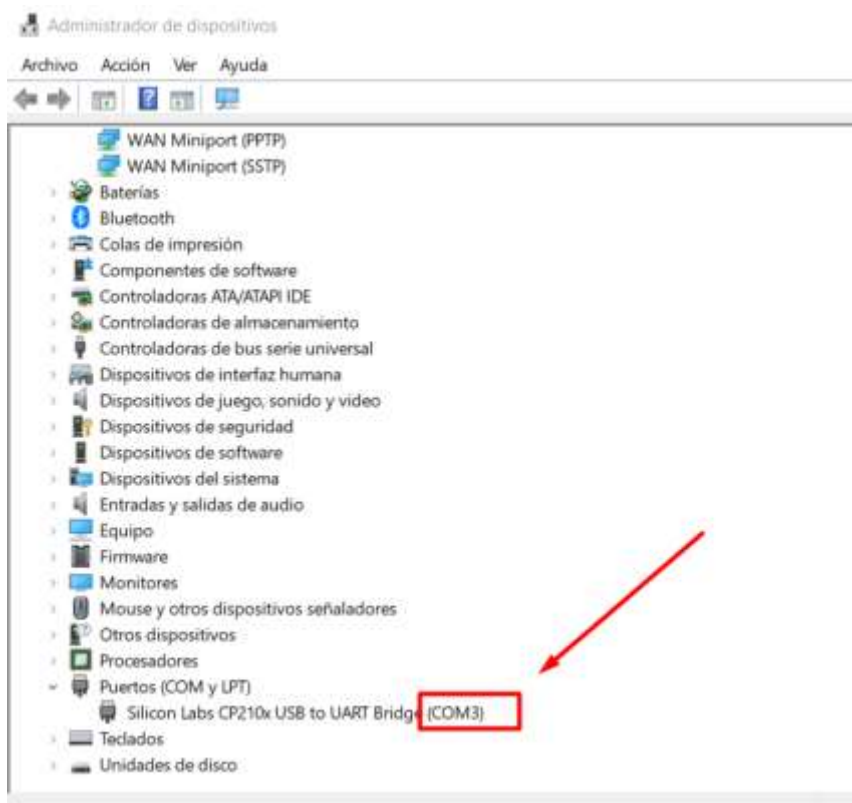 Administrador de dispositivos
Archivo Acción Ver Ayuda
WAN Miniport (PPTP)
WAN Miniport (SSTP)
Baterías
Bluetooth
Colas de impresión
Componentes de software
Controladoras ATA/ATAPI IDE
Controladoras de almacenamiento
Controladoras de bus serie universal
Dispositivos de interfaz humana
Dispositivos de juego, sonido y video
Dispositivos de seguridad
Dispositivos de software
Dispositivos del sistema
Entradas y salidas de audio
Equipo
Firmware
Monitores
Mouse y otros dispositivos señaladores
Otros dispositivos
Procesadores
Puertos (COM y LPT)
Silicon Labs CP210x USB to UART Bridge (COM3)
Teclados
Unidades de disco